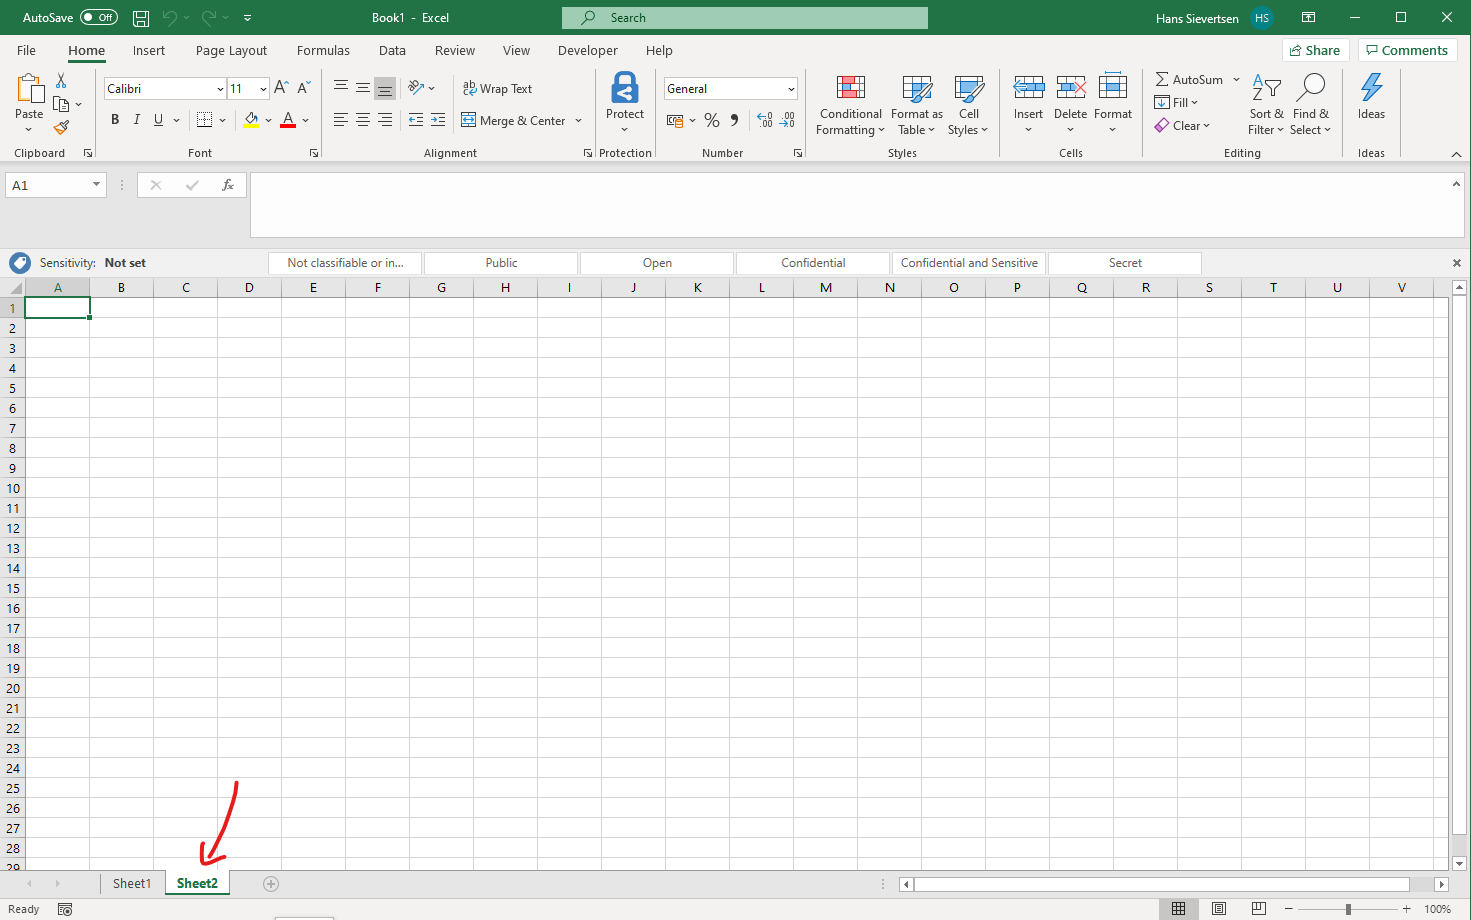 AutoSave Off Book1 - Excel Search Hans Sievertsen HS
File Home Insert Page Layout Formulas Data Review View Developer Help Share Comments
Paste Calibri 11 A A ab Wrap Text Protect General Conditional Formatting Format as Table Cell Styles Insert Delete Format AutoSum Sort & Filter Find & Select Ideas
B I U A Merge & Center % Fill
Clear
Clipboard Font Alignment Protection Number Styles Cells Editing Ideas
A1 fx
Sensitivity: Not set Not classifiable or in... Public Open Confidential Confidential and Sensitive Secret
A B C D E F G H I J K L M N O P Q R S T U V
1
2
3
4
5
6
7
8
9
10
11
12
13
14
15
16
17
18
19
20
21
22
23
24
25
26
27
28
29
Sheet1 Sheet2
Ready 100%